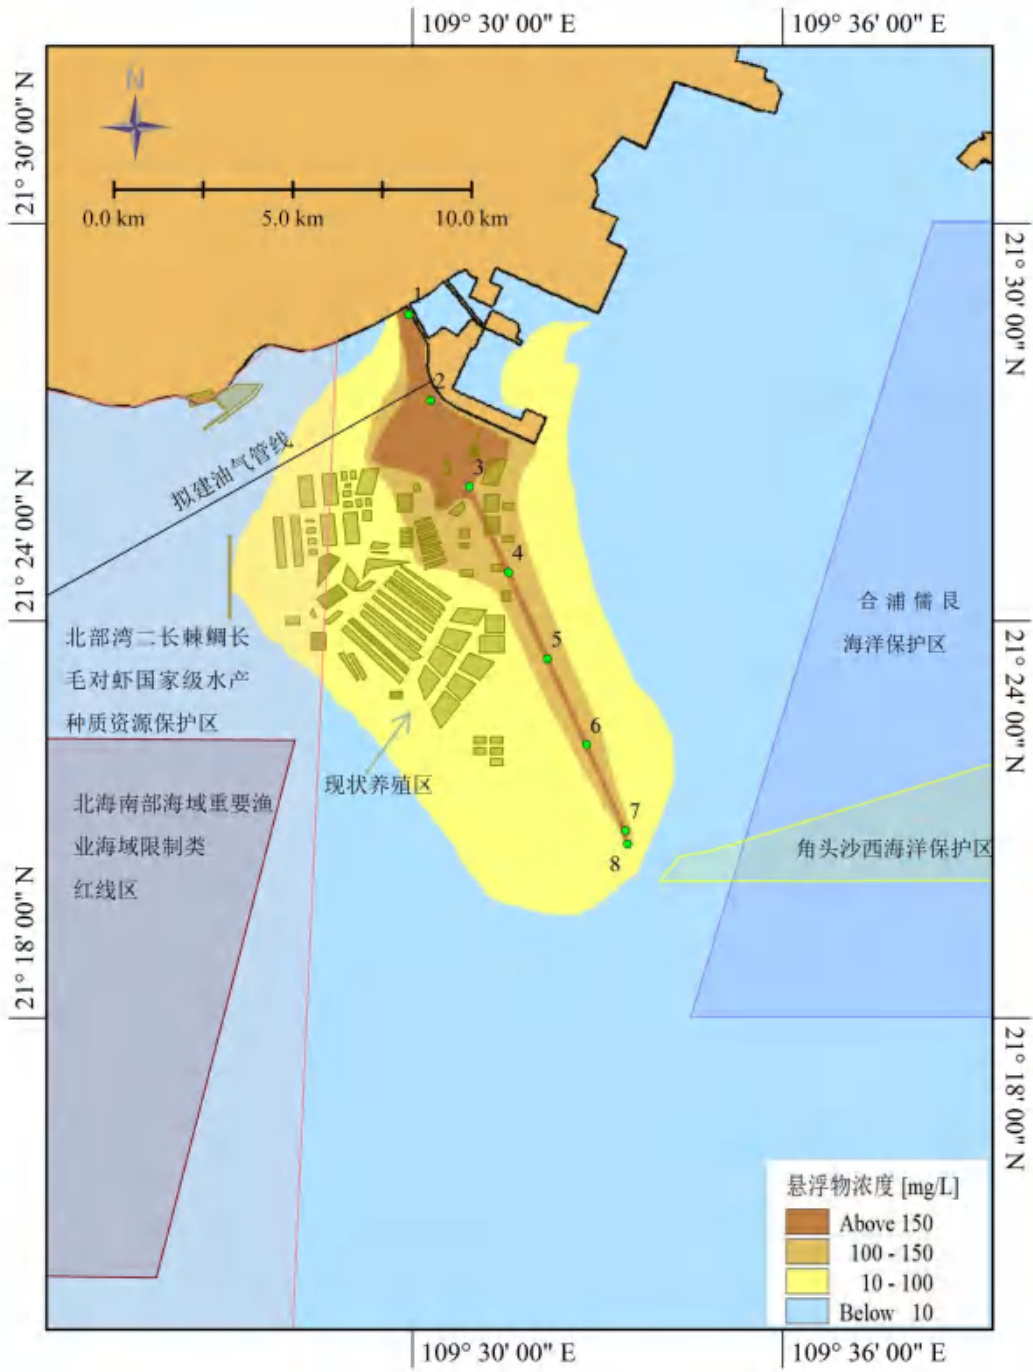 109° 30' 00" E
109° 36' 00" E
N
21° 30' 00" N
0.0 km
5.0 km
10.0 km
21° 30' 00" N
1
2
拟建油气管线
3
21° 24' 00" N
4
合浦儒艮
海洋保护区
北部湾二长棘鲷长
毛对虾国家级水产
种质资源保护区
5
21° 24' 00" N
6
现状养殖区
北海南部海域重要渔
业海域限制类
红线区
7
8
角头沙西海洋保护区
21° 18' 00" N
21° 18' 00" N
悬浮物浓度 [mg/L]
Above 150
100 - 150
10 - 100
Below 10
109° 30' 00" E
109° 36' 00" E